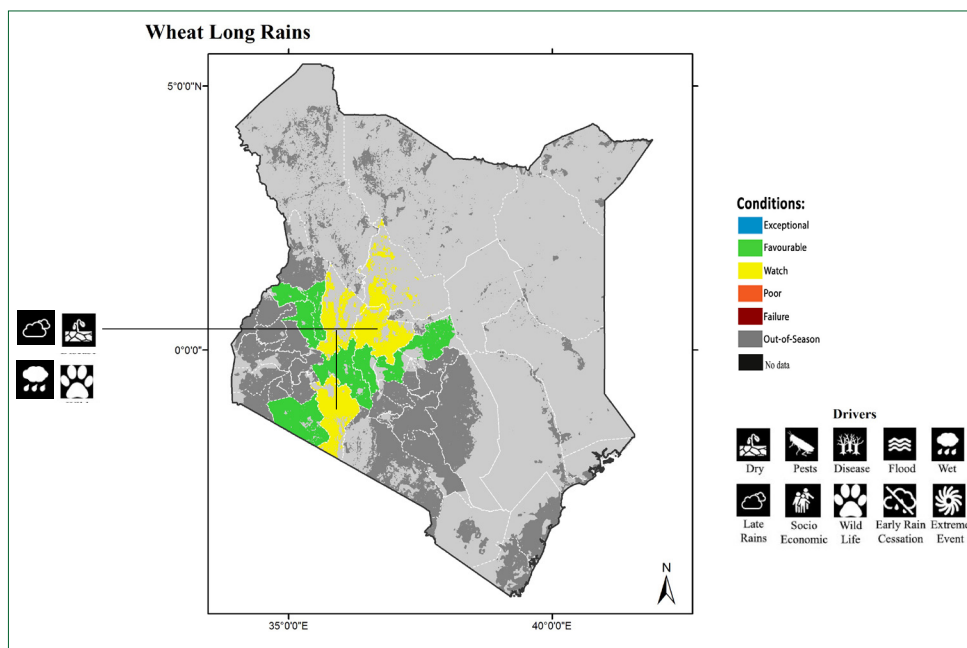 Wheat Long Rains
5°0'0"N
0°0'0"
35°0'0"E
40°0'0"E
N
Conditions:
Exceptional
Favourable
Watch
Poor
Failure
Out-of-Season
No data
Drivers
Dry Pests Disease Flood Wet
Late Socio Wild Early Rain Extreme
Rains Economic Life Cessation Event